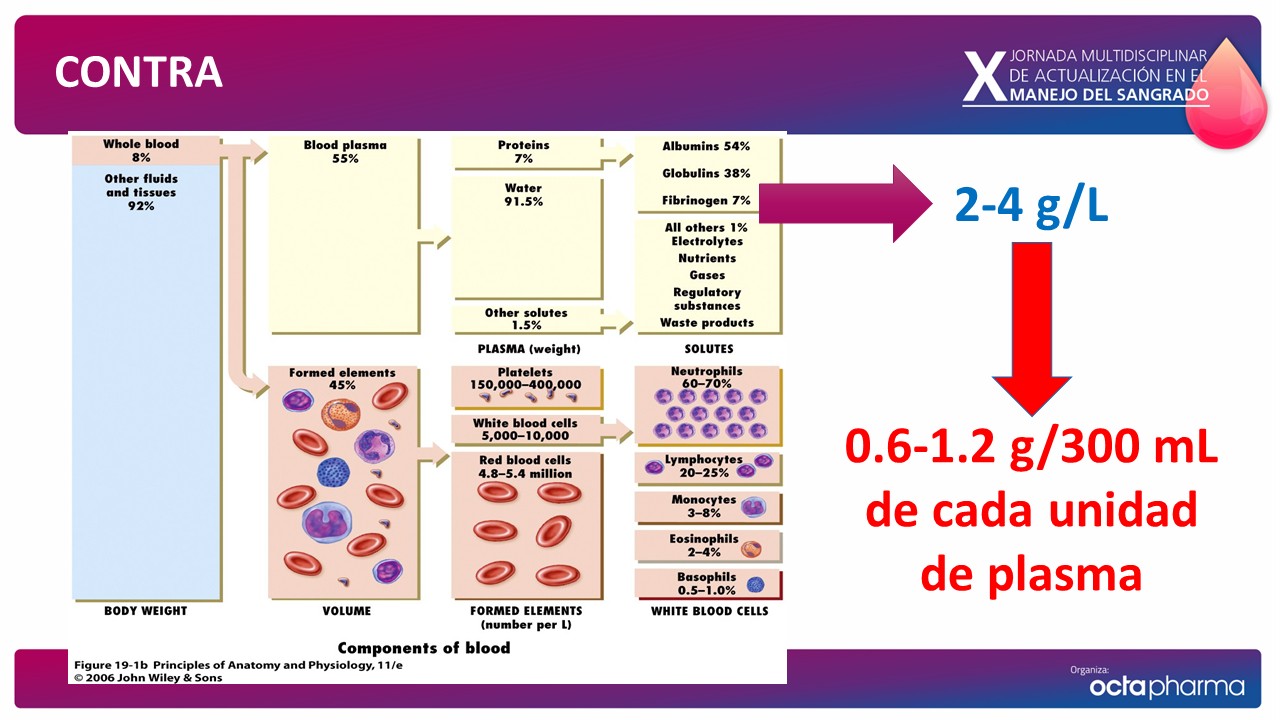 CONTRA
X JORNADA MULTIDISCIPLINAR
DE ACTUALIZACIÓN EN EL
MANEJO DEL SANGRADO
Whole blood
8%
Other fluids
and tissues
92%
BODY WEIGHT
Blood plasma
55%
Formed elements
45%
VOLUME
Proteins
7%
Water
91.5%
Other solutes
1.5%
PLASMA (weight)
Platelets
150,000–400,000
White blood cells
5,000–10,000
Red blood cells
4.8–5.4 million
FORMED ELEMENTS
(number per L)
Albumins 54%
Globulins 38%
Fibrinogen 7%
All others 1%
Electrolytes
Nutrients
Gases
Regulatory
substances
Waste products
SOLUTES
Neutrophils
60–70%
Lymphocytes
20–25%
Monocytes
3–8%
Eosinophils
2–4%
Basophils
0.5–1.0%
WHITE BLOOD CELLS
Components of blood
Figure 19-1b Principles of Anatomy and Physiology, 11/e
© 2006 John Wiley & Sons
2-4 g/L
0.6-1.2 g/300 mL
de cada unidad
de plasma
Organiza:
octapharma